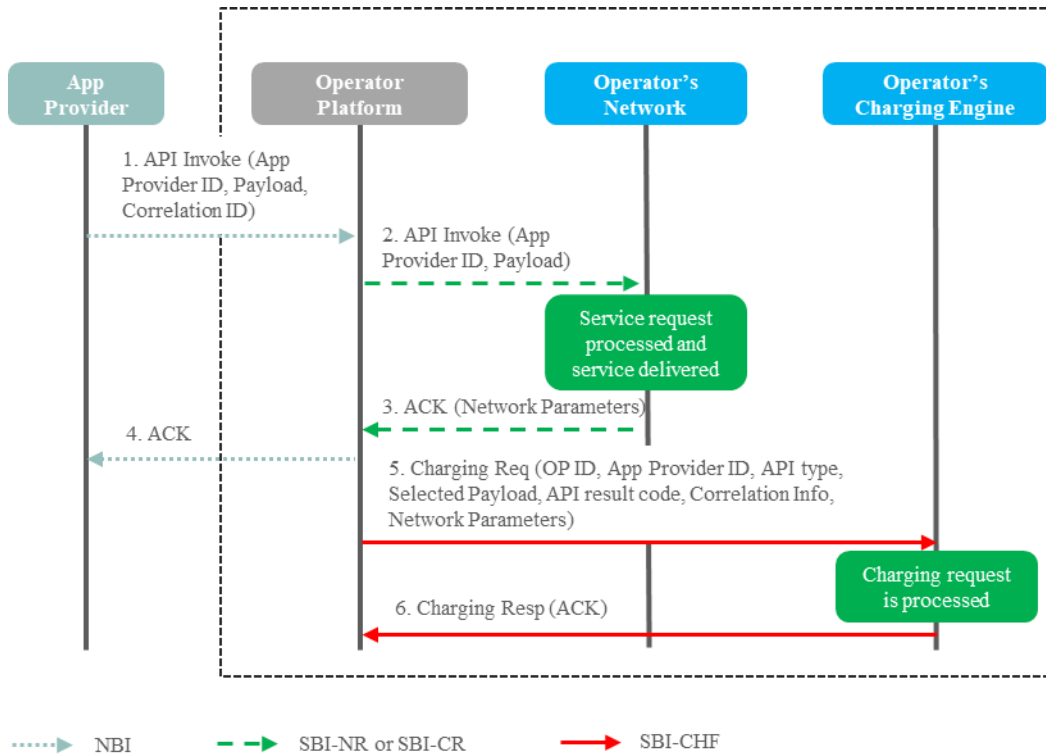 App
Provider
Operator
Platform
Operator's
Network
Operator's
Charging Engine
1. API Invoke (App
Provider ID, Payload,
Correlation ID)
2. API Invoke (App
Provider ID, Payload)
Service request
processed and
service delivered
3. ACK (Network Parameters)
4. ACK
5. Charging Req (OP ID, App Provider ID, API type,
Selected Payload, API result code, Correlation Info,
Network Parameters)
Charging request
is processed
6. Charging Resp (ACK)
NBI
SBI-NR or SBI-CR
SBI-CHF